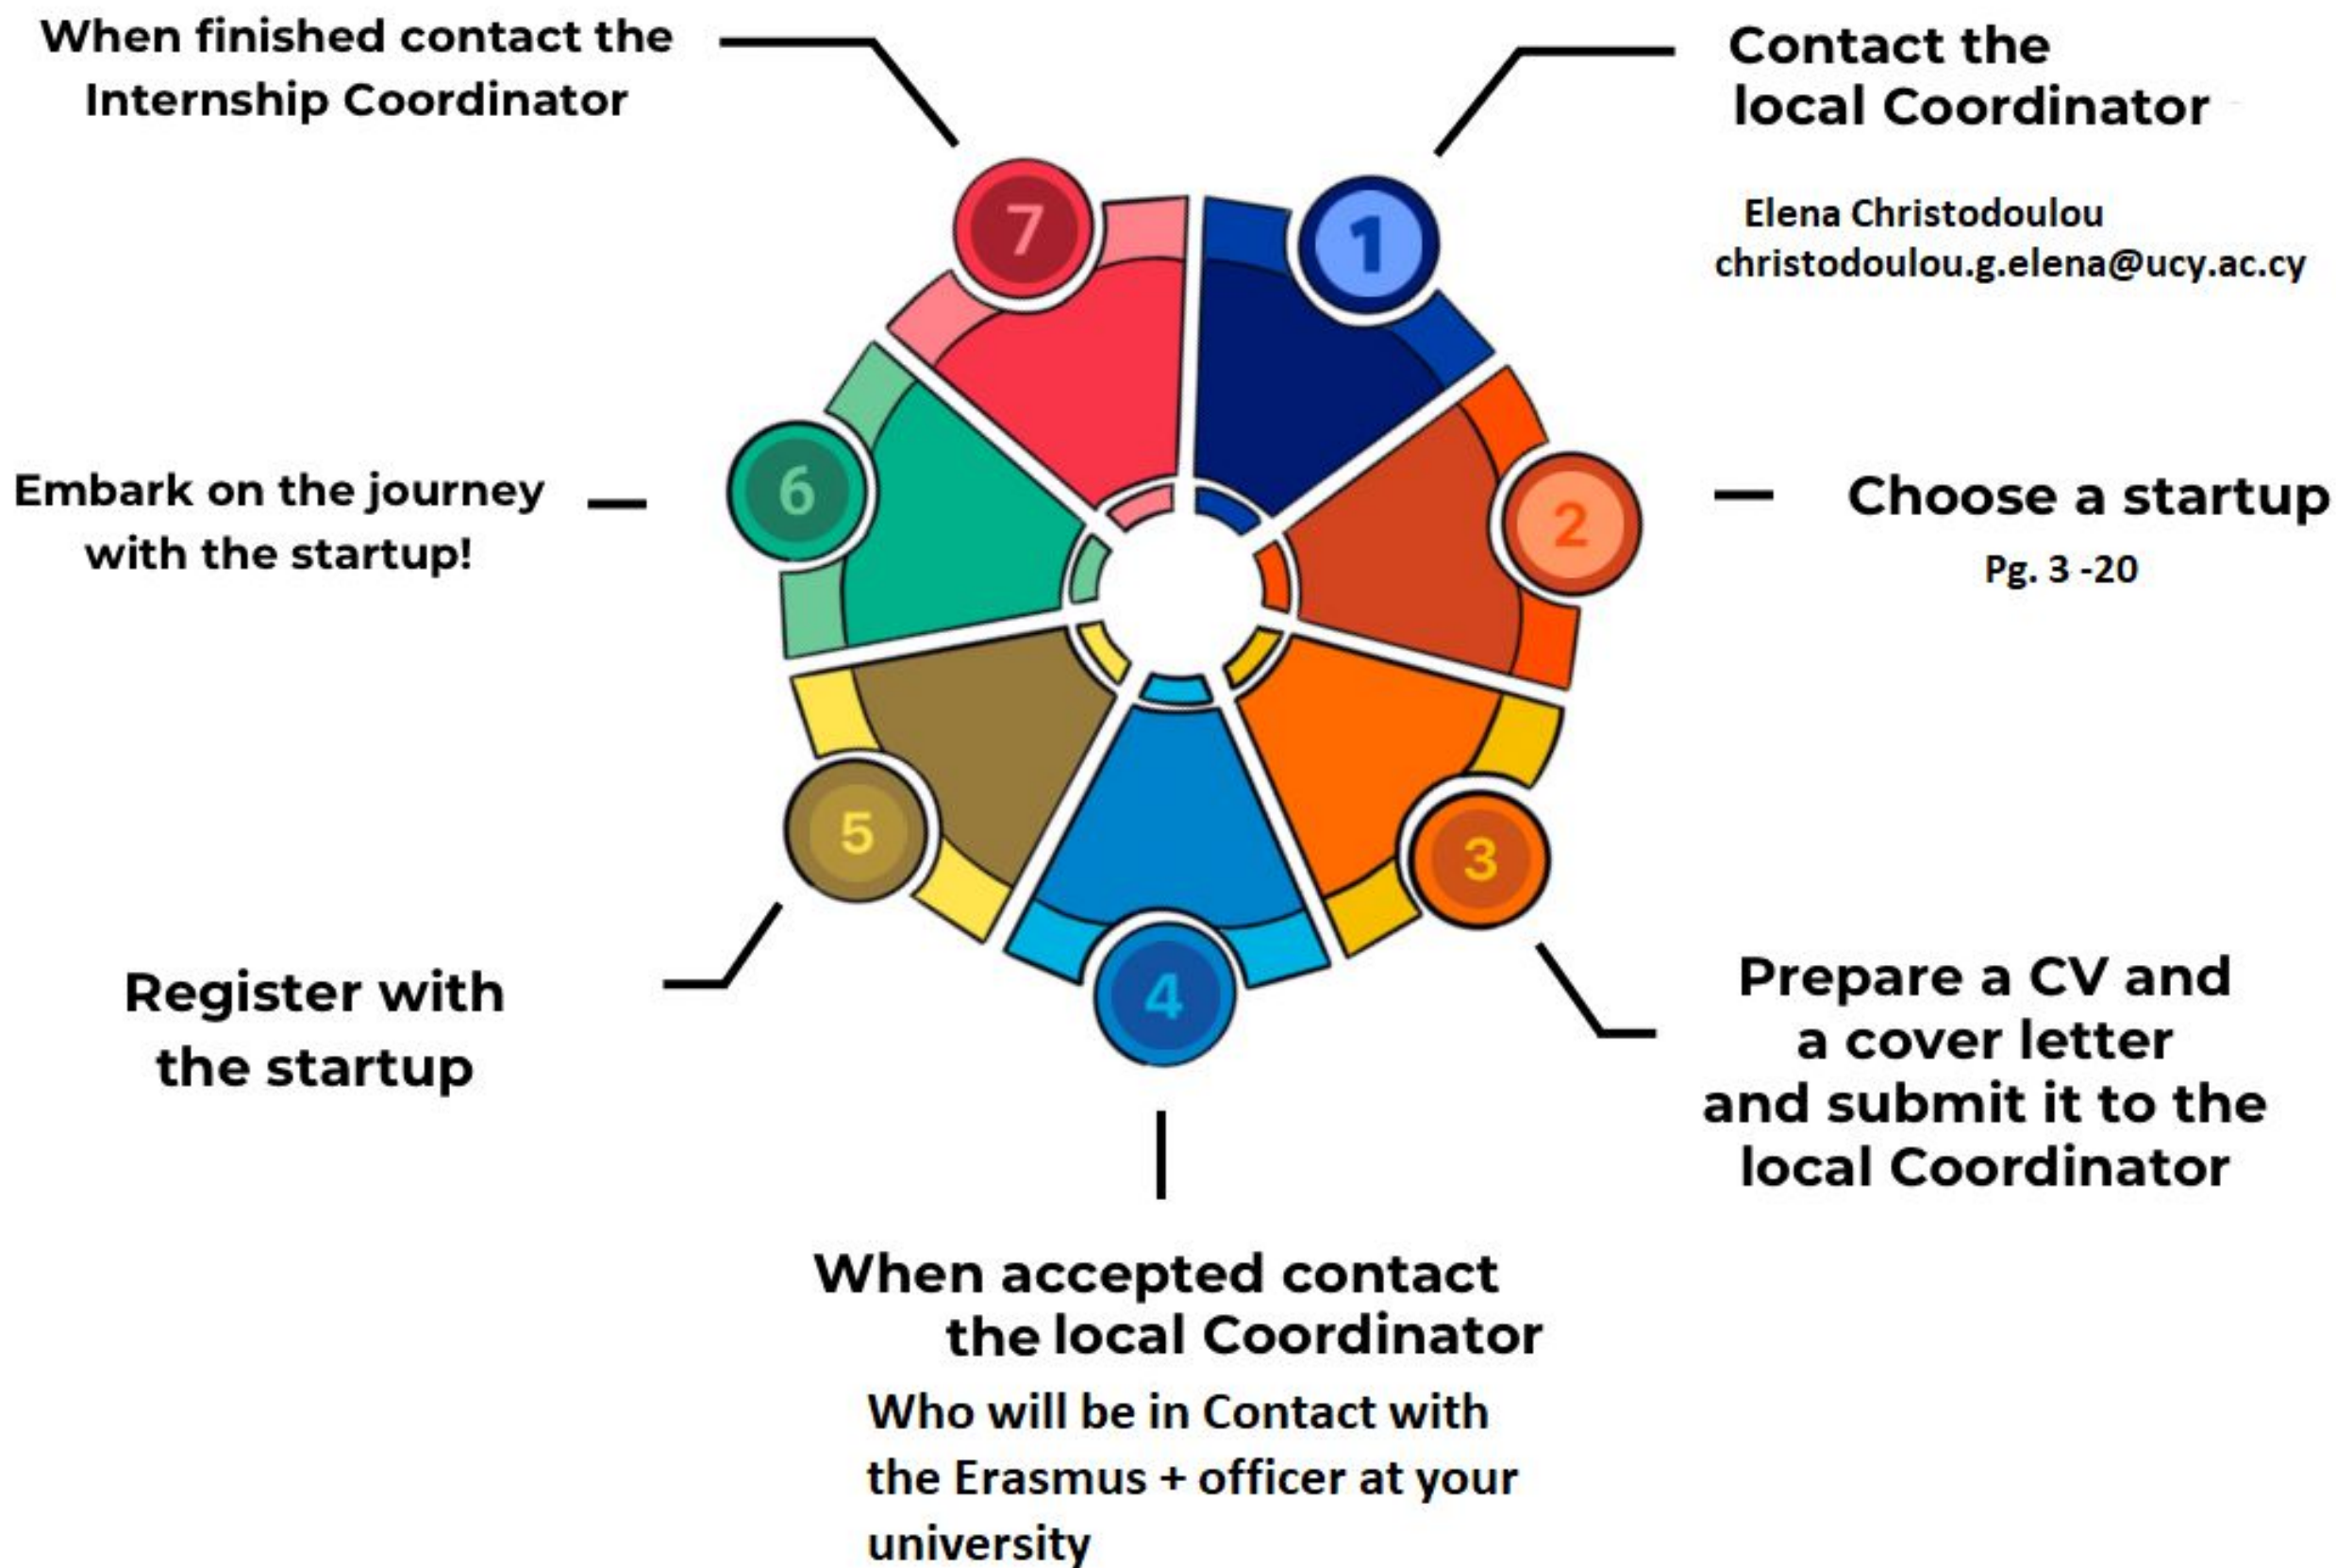 When finished contact the
Internship Coordinator
7
1
Contact the
local Coordinator
Elena Christodoulou
christodoulou.g.elena@ucy.ac.cy
2
Choose a startup
Pg. 3 -20
3
Prepare a CV and
a cover letter
and submit it to the
local Coordinator
4
When accepted contact
the local Coordinator
Who will be in Contact with
the Erasmus + officer at your
university
5
Register with
the startup
6
Embark on the journey
with the startup!